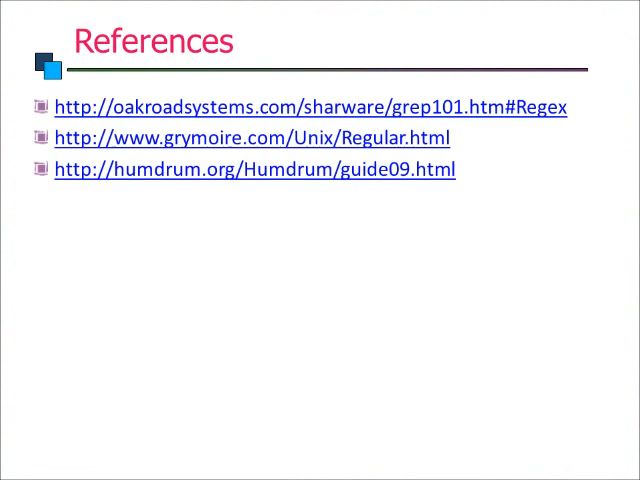 References
http://oakroadsystems.com/sharware/grep101.htm#Regex
http://www.grymoire.com/Unix/Regular.html
http://humdrum.org/Humdrum/guide09.html